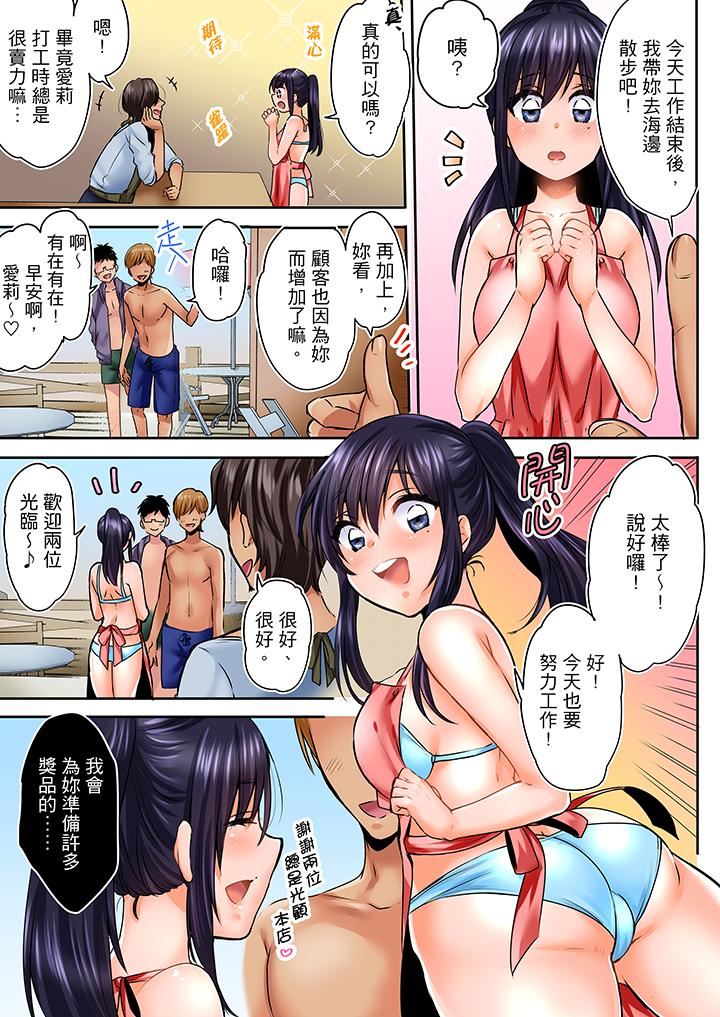 今天工作結束後，
我帶妳去海邊
散步吧！
咦？
真、
真的可以嗎？
滿心
期待
雀躍
嗯！
畢竟愛莉
打工時總是
很賣力嘛…
再加上，
妳看，
顧客也因為妳
而增加了嘛。
走入
哈囉！
啊～
有在有在！
早安啊，
愛莉～♡
開心
太棒了～！
說好囉！
好！
今天也要
努力工作！
很好、
很好。
歡迎兩位
光臨～♪
謝謝兩位
總是光顧
本店♡
我會
為妳準備許多
獎品的……